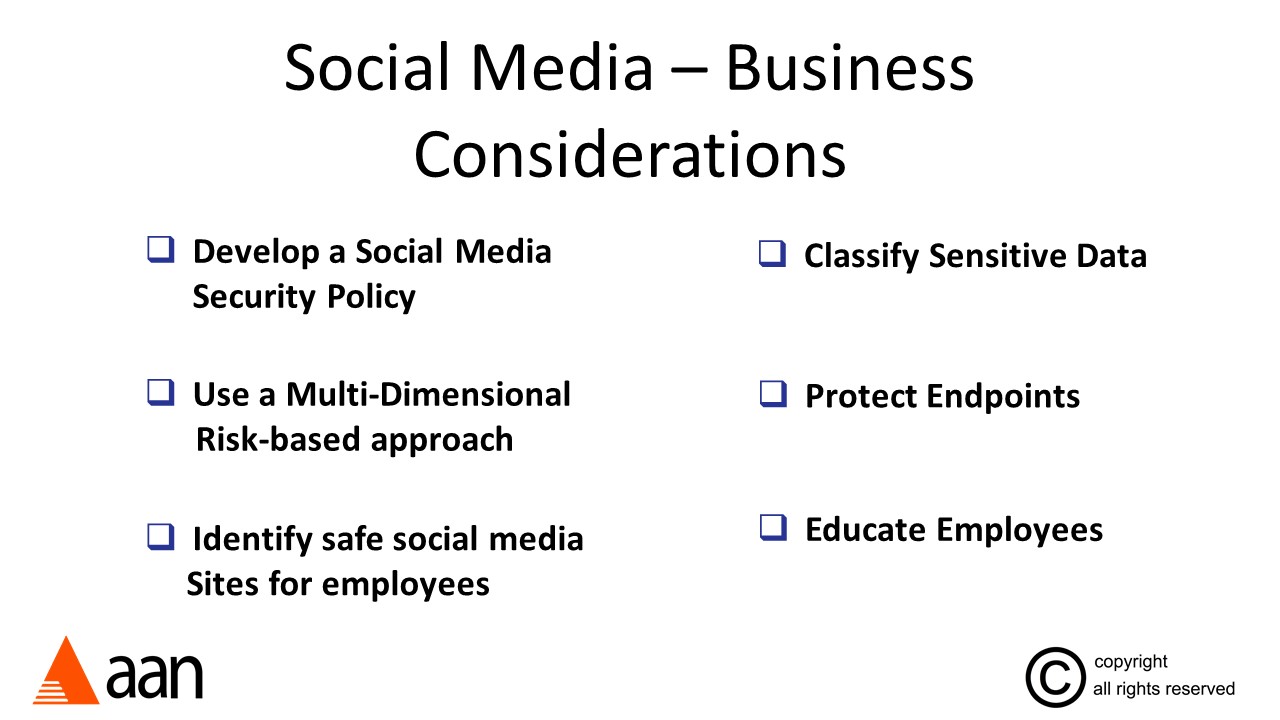 Social Media – Business
Considerations
Develop a Social Media
Security Policy
Use a Multi-Dimensional
Risk-based approach
Identify safe social media
Sites for employees
Classify Sensitive Data
Protect Endpoints
Educate Employees
aan
©
copyright
all rights reserved